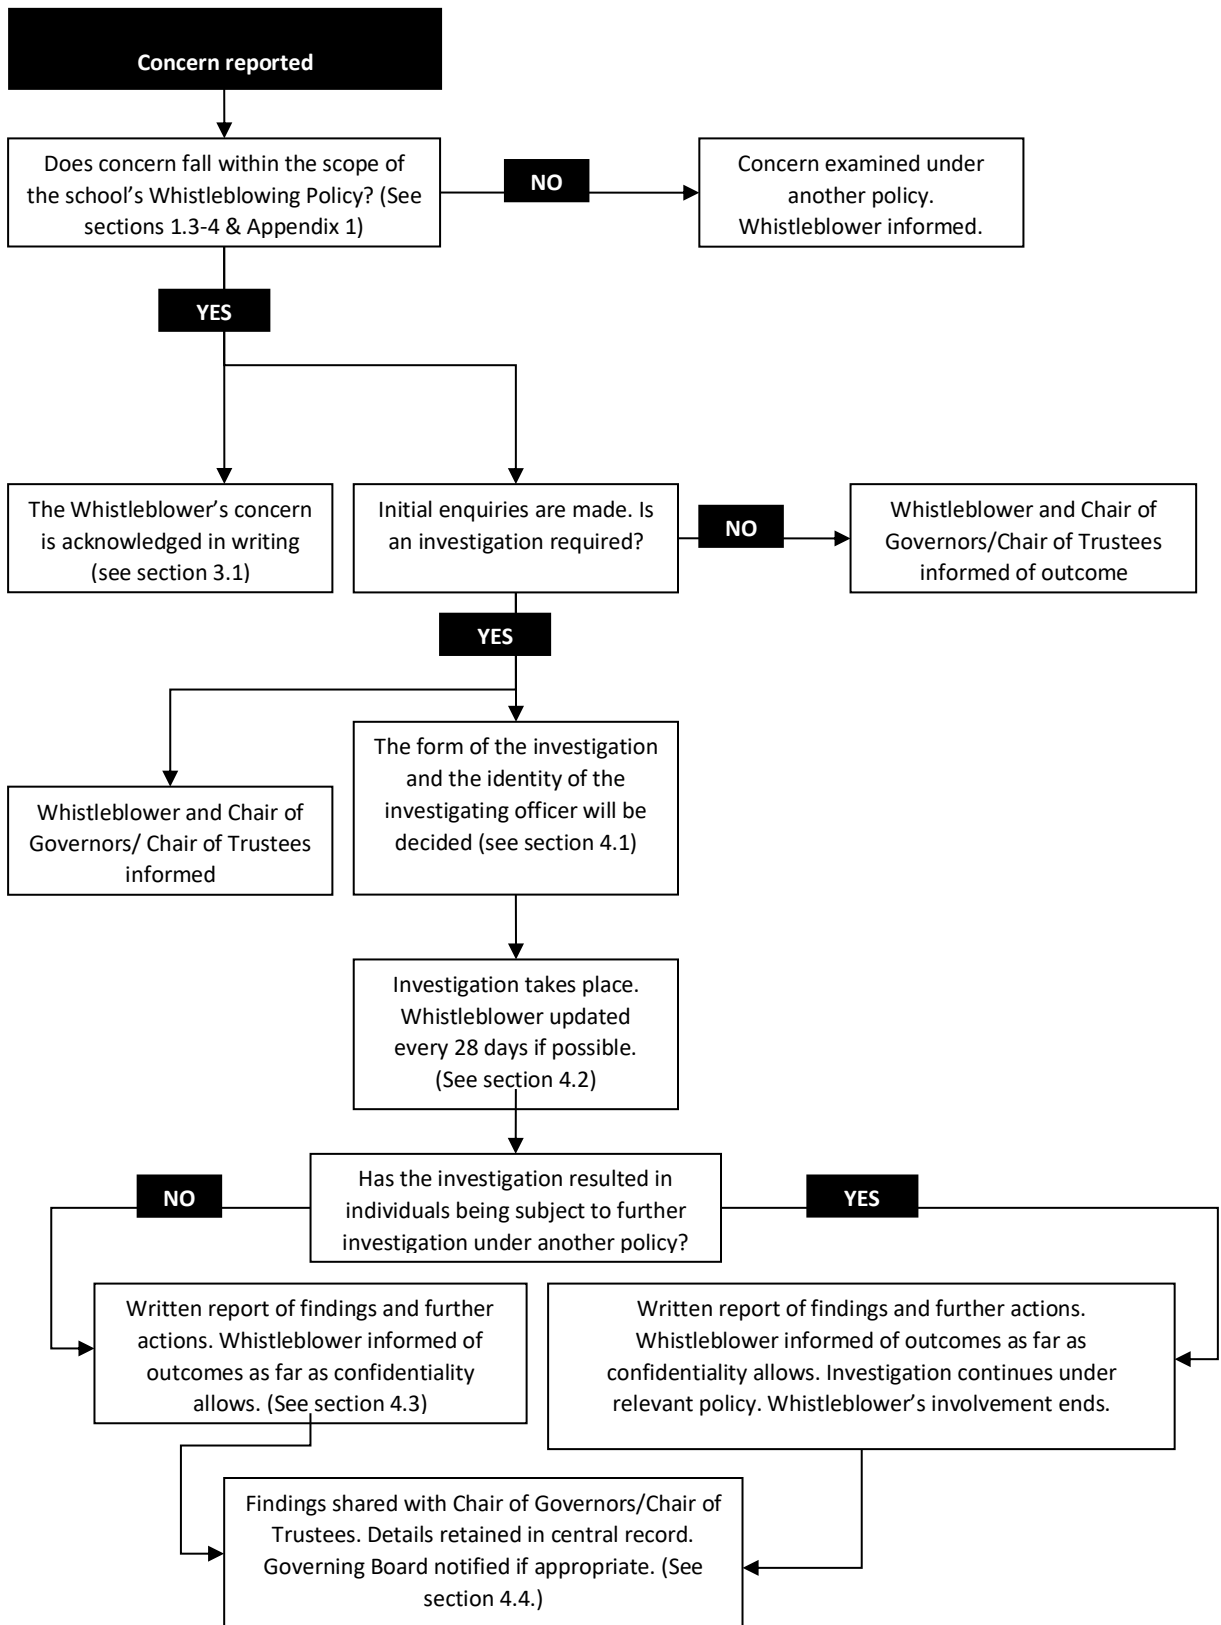 Concern reported
Does concern fall within the scope of
the school’s Whistleblowing Policy? (See
sections 1.3-4 & Appendix 1)
NO
Concern examined under
another policy.
Whistleblower informed.
YES
The Whistleblower’s concern
is acknowledged in writing
(see section 3.1)
Initial enquiries are made. Is
an investigation required?
NO
Whistleblower and Chair of
Governors/Chair of Trustees
informed of outcome
YES
The form of the investigation
and the identity of the
investigating officer will be
decided (see section 4.1)
Whistleblower and Chair of
Governors/ Chair of Trustees
informed
Investigation takes place.
Whistleblower updated
every 28 days if possible.
(See section 4.2)
Has the investigation resulted in
individuals being subject to further
investigation under another policy?
NO
YES
Written report of findings and further
actions. Whistleblower informed of
outcomes as far as confidentiality
allows. (See section 4.3)
Written report of findings and further actions.
Whistleblower informed of outcomes as far as
confidentiality allows. Investigation continues under
relevant policy. Whistleblower’s involvement ends.
Findings shared with Chair of Governors/Chair of
Trustees. Details retained in central record.
Governing Board notified if appropriate. (See
section 4.4.)